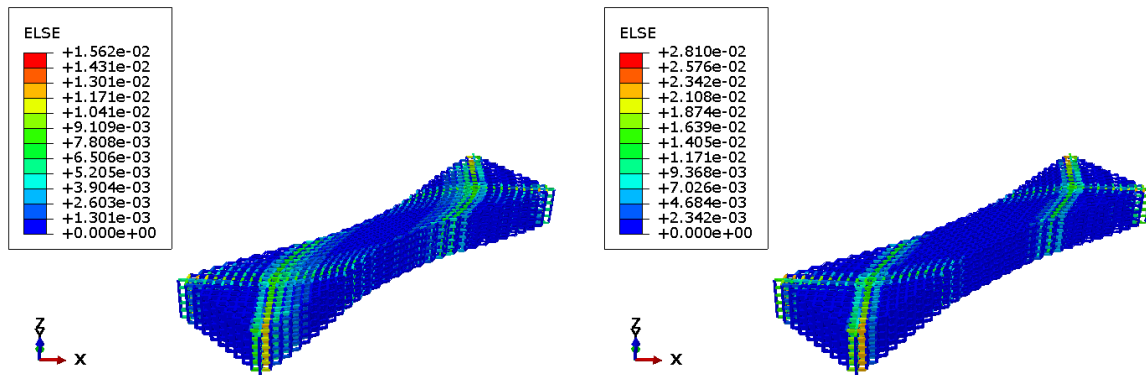 ELSE
+1.562e-02
+1.431e-02
+1.301e-02
+1.171e-02
+1.041e-02
+9.109e-03
+7.808e-03
+6.506e-03
+5.205e-03
+3.904e-03
+2.603e-03
+1.301e-03
+0.000e+00
Z
Y
X
ELSE
+2.810e-02
+2.576e-02
+2.342e-02
+2.108e-02
+1.874e-02
+1.639e-02
+1.405e-02
+1.171e-02
+9.368e-03
+7.026e-03
+4.684e-03
+2.342e-03
+0.000e+00
Z
Y
X